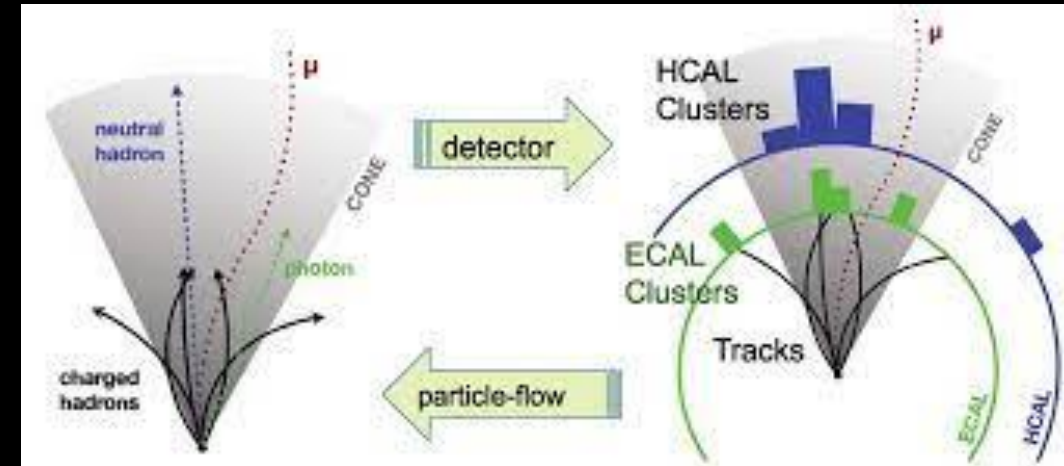 μ
neutral
hadron
CONE
photon
charged
hadrons
detector
particle-flow
μ
HCAL
Clusters
CONE
ECAL
Clusters
Tracks
ECAL
HCAL